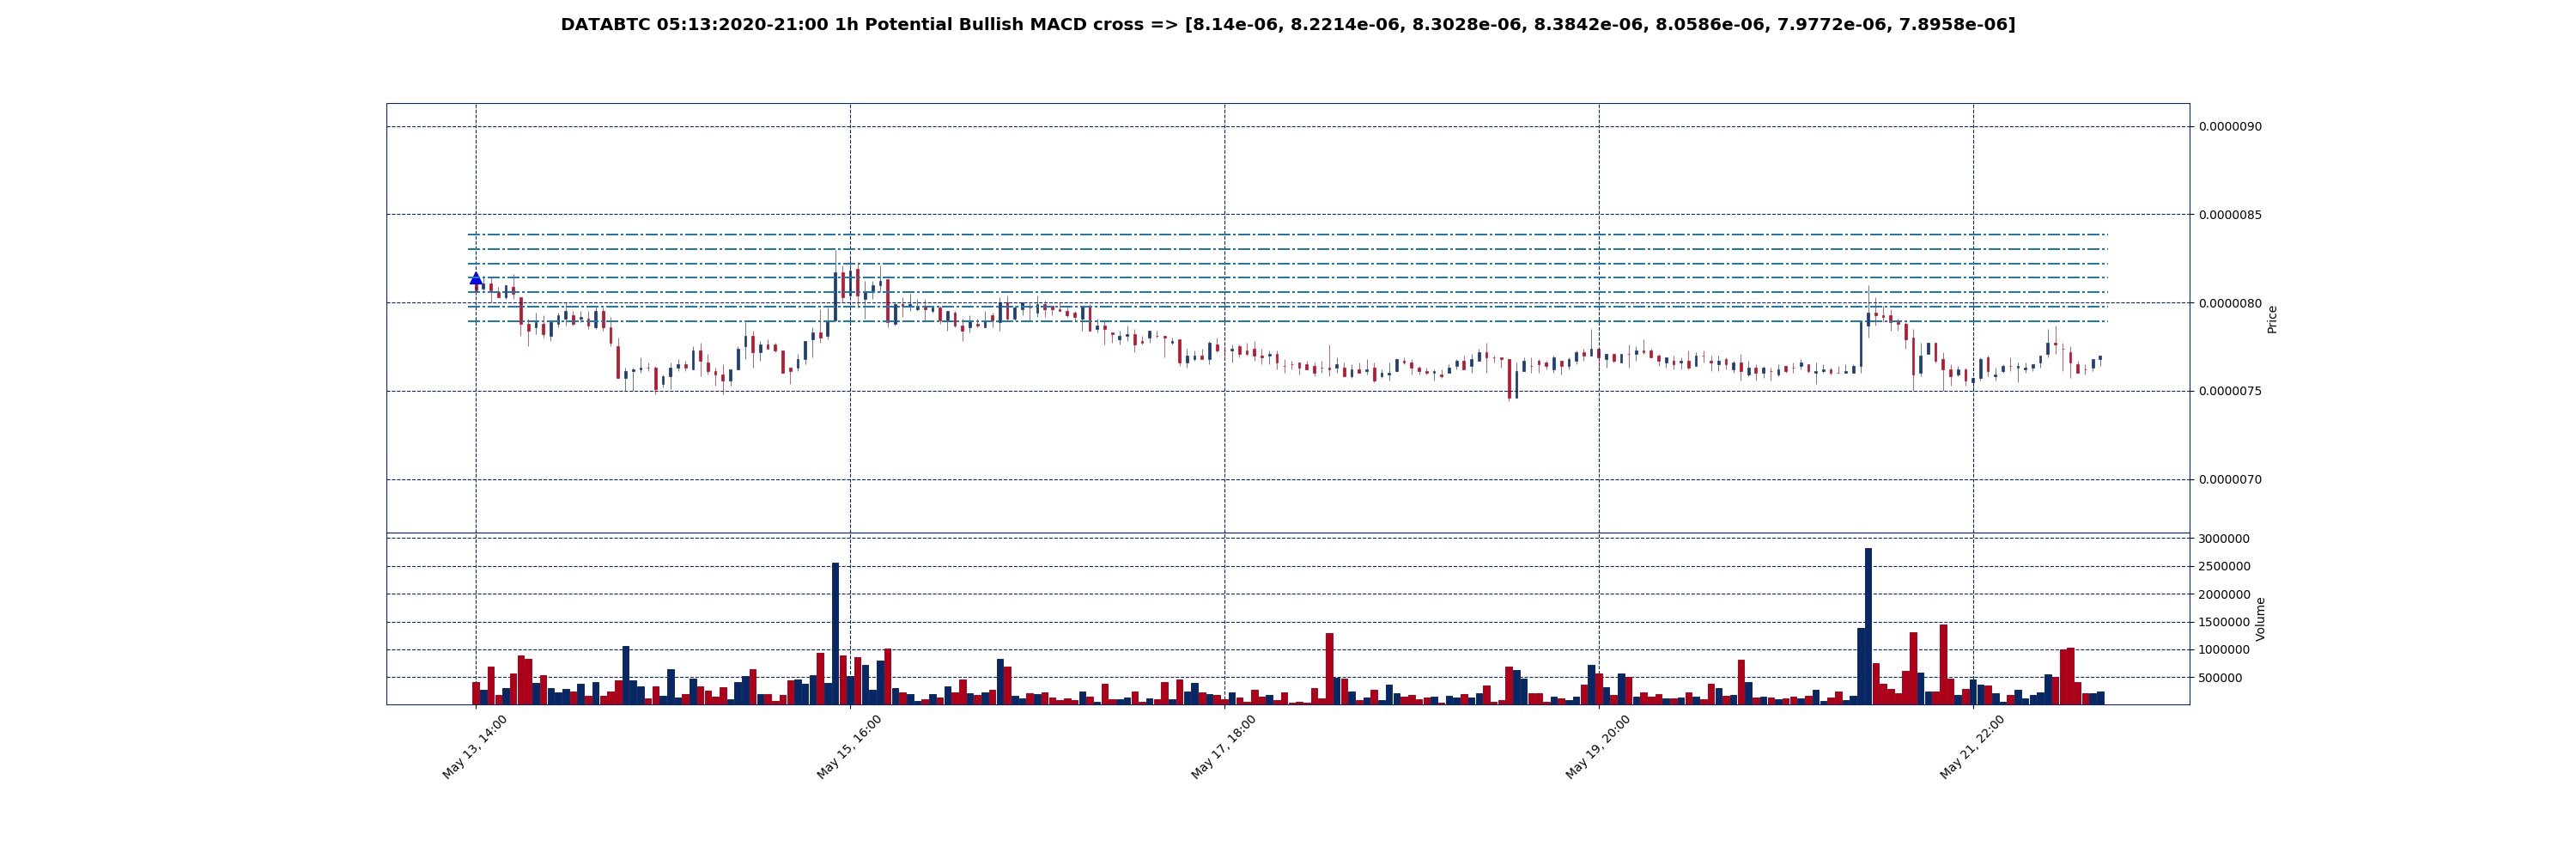 DATABTC 05:13:2020-21:00 1h Potential Bullish MACD cross => [8.14e-06, 8.2214e-06, 8.3028e-06, 8.3842e-06, 8.0586e-06, 7.9772e-06, 7.8958e-06]
0.0000090
0.0000085
0.0000080
Price
0.0000075
0.0000070
3000000
2500000
2000000
1500000
Volume
1000000
500000
May 13, 14:00
May 15, 16:00
May 17, 18:00
May 19, 20:00
May 21, 22:00